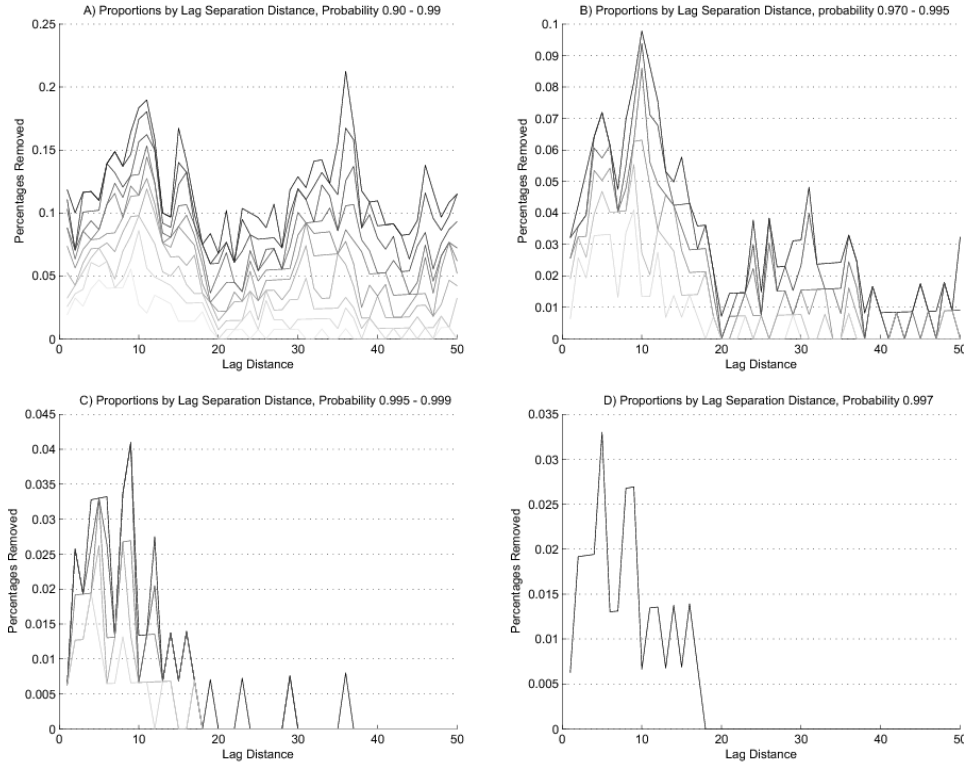 A) Proportions by Lag Separation Distance, Probability 0.90 - 0.99
0.25
0.2
0.15
0.1
0.05
0
Percentages Removed
0 10 20 30 40 50
Lag Distance
B) Proportions by Lag Separation Distance, probability 0.970 - 0.995
0.1
0.09
0.08
0.07
0.06
0.05
0.04
0.03
0.02
0.01
0
Percentages Removed
0 10 20 30 40 50
Lag Distance
C) Proportions by Lag Separation Distance, Probability 0.995 - 0.999
0.045
0.04
0.035
0.03
0.025
0.02
0.015
0.01
0.005
0
Percentages Removed
0 10 20 30 40 50
Lag Distance
D) Proportions by Lag Separation Distance, Probability 0.997
0.035
0.03
0.025
0.02
0.015
0.01
0.005
0
Percentages Removed
0 10 20 30 40 50
Lag Distance